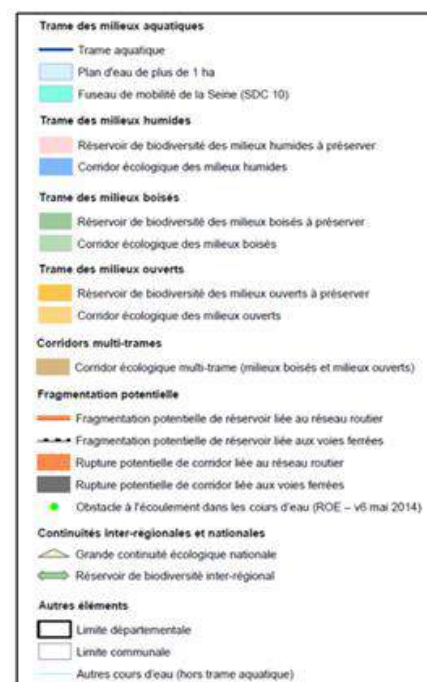 Trame des milieux aquatiques
Trame aquatique
Plan d'eau de plus de 1 ha
Fuseau de mobilité de la Seine (SDC 10)
Trame des milieux humides
Réservoir de biodiversité des milieux humides à préserver
Corridor écologique des milieux humides
Trame des milieux boisés
Réservoir de biodiversité des milieux boisés à préserver
Corridor écologique des milieux boisés
Trame des milieux ouverts
Réservoir de biodiversité des milieux ouverts à préserver
Corridor écologique des milieux ouverts
Corridors multi-trames
Corridor écologique multi-trame (milieux boisés et milieux ouverts)
Fragmentation potentielle
Fragmentation potentielle de réservoir liée au réseau routier
Fragmentation potentielle de réservoir liée aux voies ferrées
Rupture potentielle de corridor liée au réseau routier
Rupture potentielle de corridor liée aux voies ferrées
Obstacle à l'écoulement dans les cours d'eau (ROE – v6 mai 2014)
Continuités inter-régionales et nationales
Grande continuité écologique nationale
Réservoir de biodiversité inter-régional
Autres éléments
Limite départementale
Limite communale
Autres cours d'eau (hors trame aquatique)